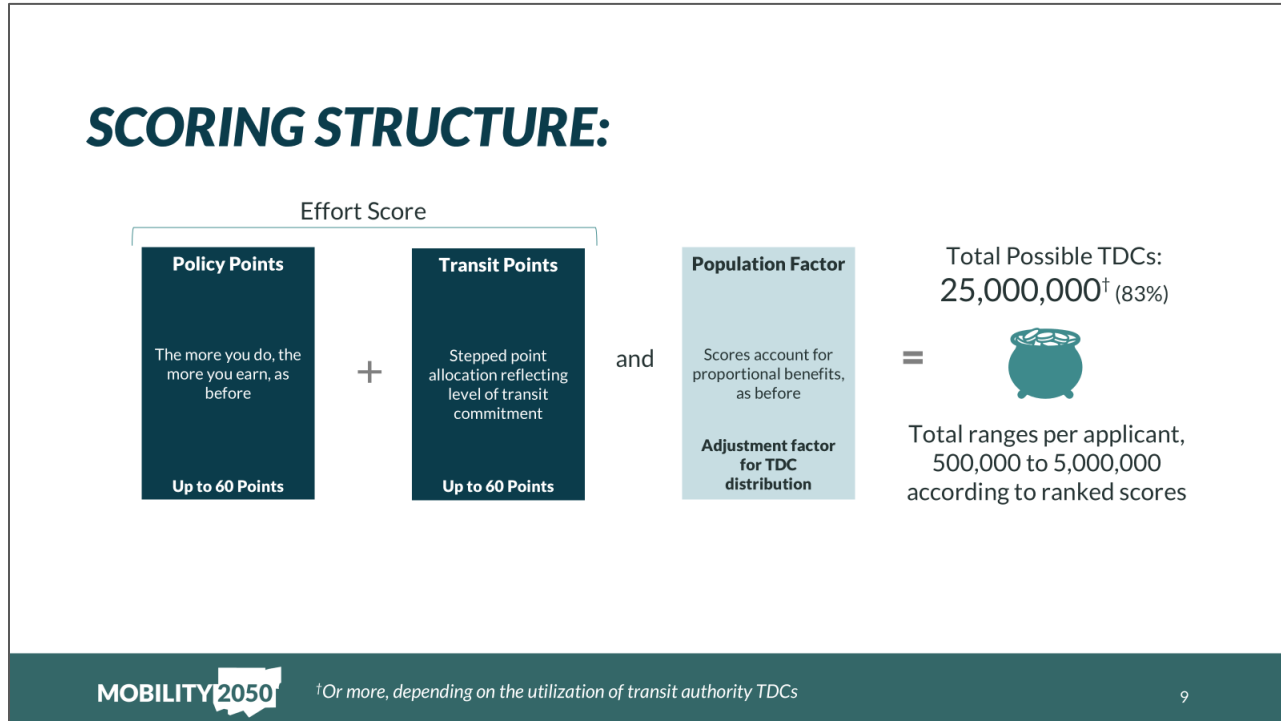 SCORING STRUCTURE:
Effort Score
Policy Points
The more you do, the
more you earn, as
before
Up to 60 Points
+
Transit Points
Stepped point
allocation reflecting
level of transit
commitment
Up to 60 Points
and
Population Factor
Scores account for
proportional benefits,
as before
Adjustment factor
for TDC
distribution
=
Total Possible TDCs:
25,000,000† (83%)
Total ranges per applicant,
500,000 to 5,000,000
according to ranked scores
MOBILITY 2050
†Or more, depending on the utilization of transit authority TDCs
9